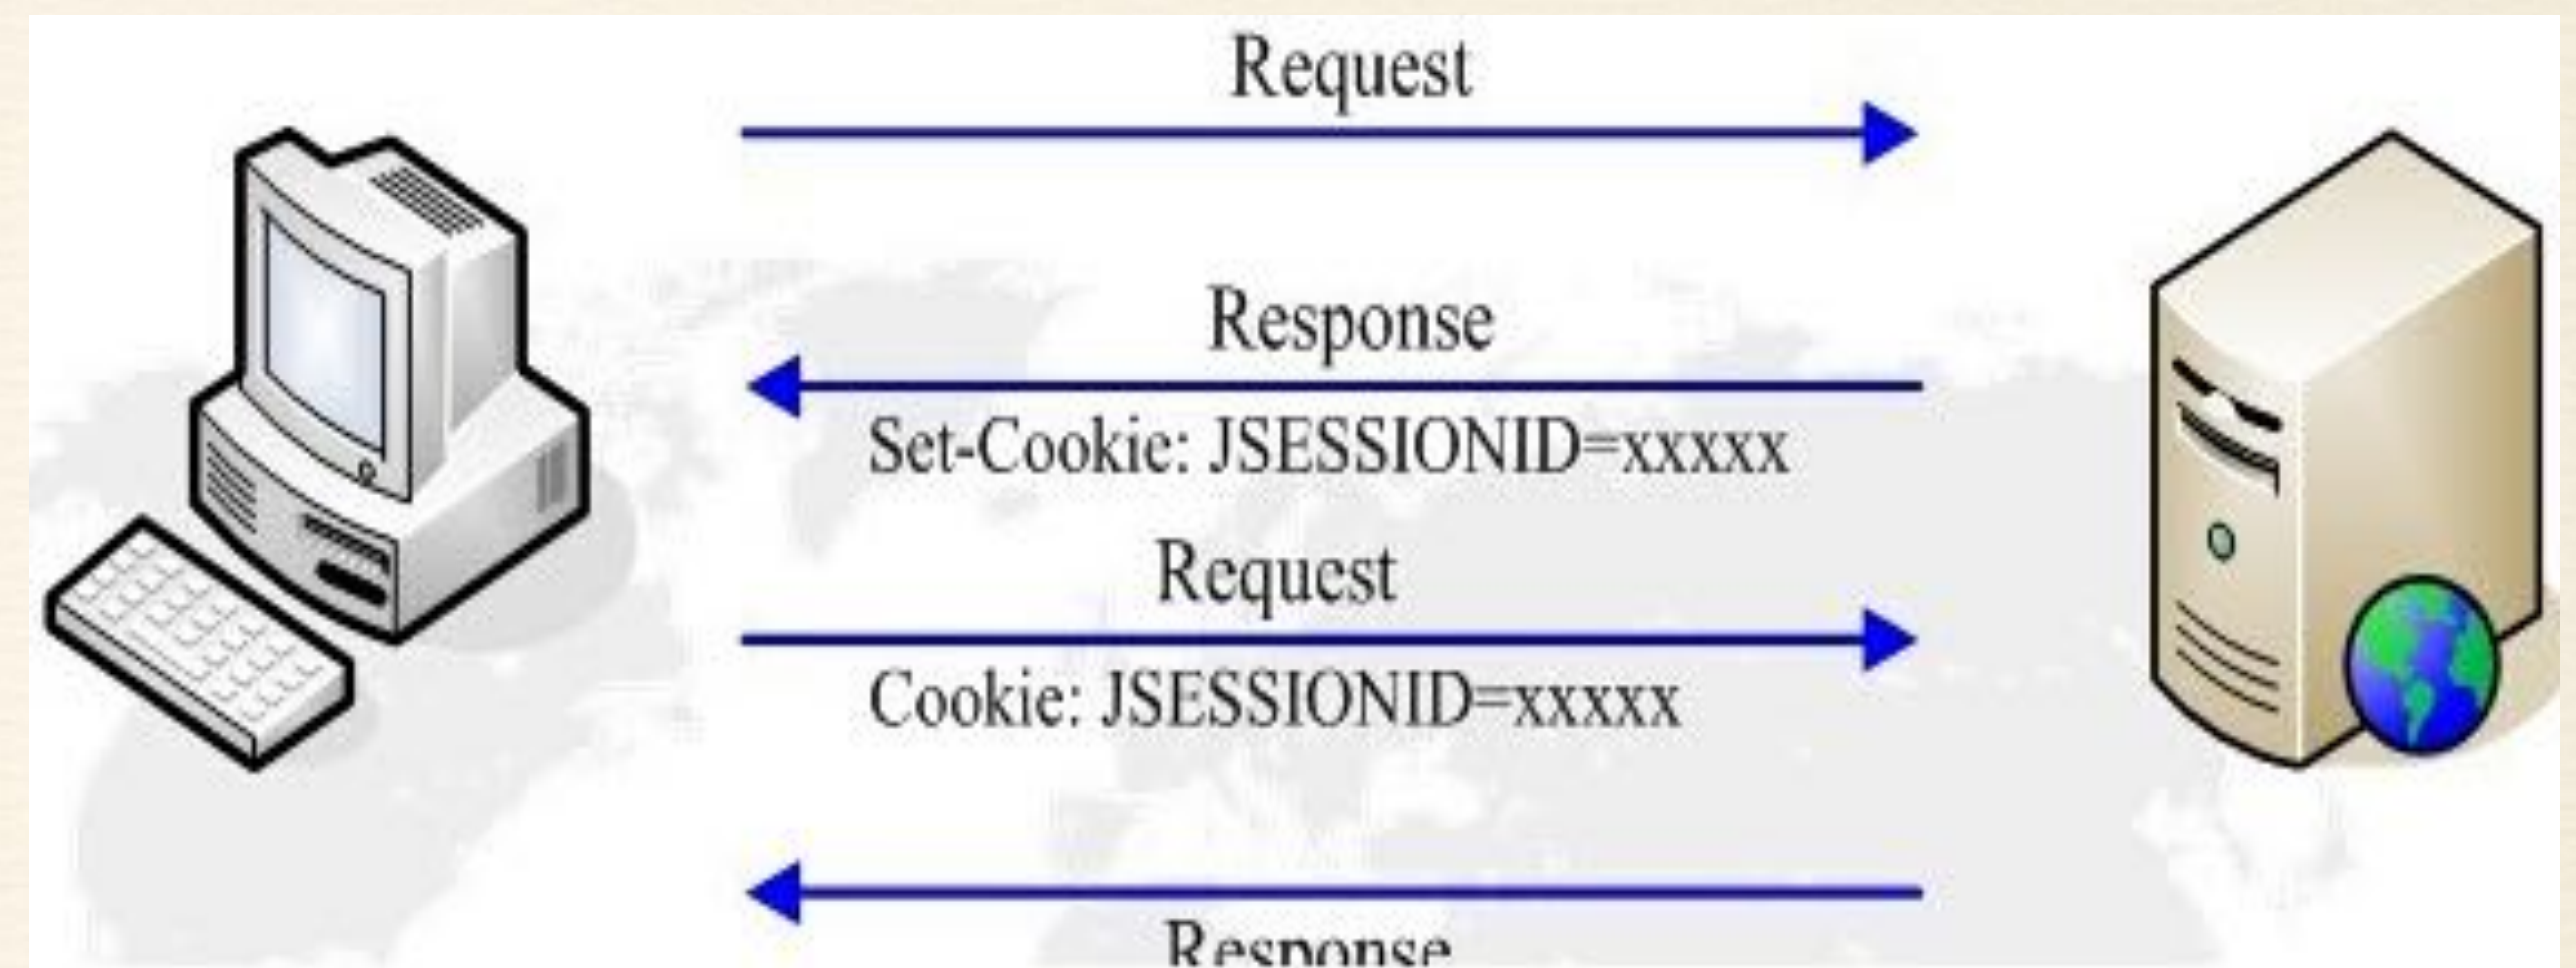 Request
Response
Set-Cookie: JSESSIONID=xxxxx
Request
Cookie: JSESSIONID=xxxxx
Response